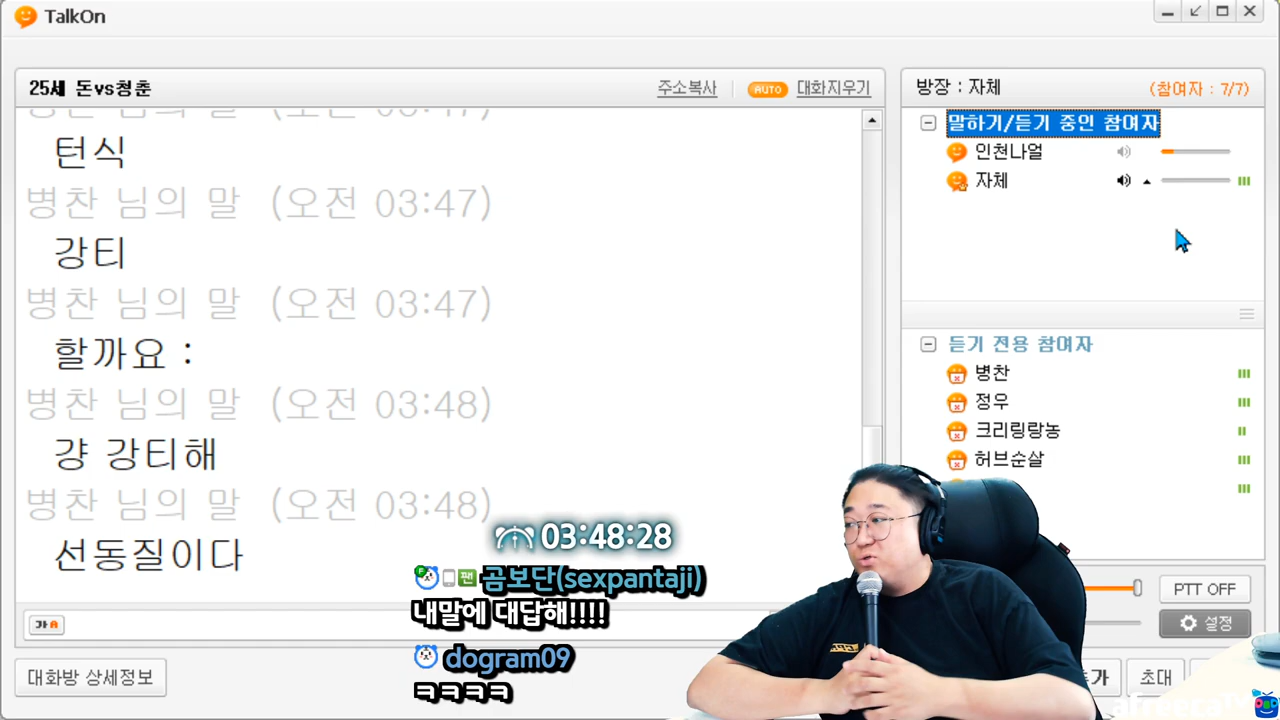 TalkOn
25세 돈vs청춘
주소복사
AUTO
대화지우기
턴식
병찬 님의 말 (오전 03:47)
강티
병찬 님의 말 (오전 03:47)
할까요 :
병찬 님의 말 (오전 03:48)
걍 강티해
병찬 님의 말 (오전 03:48)
선동질이다
가A
대화방 상세정보
방장 : 자체
(참여자 : 7/7)
말하기/듣기 중인 참여자
인천나얼
자체
듣기 전용 참여자
병찬
정우
크리링랑농
허브순살
PTT OFF
설정
초대
03:48:28
F 팬 곰보단(sexpantaji)
내말에 대답해!!!!
dogram09
ㅋㅋㅋㅋ
afreecaTV